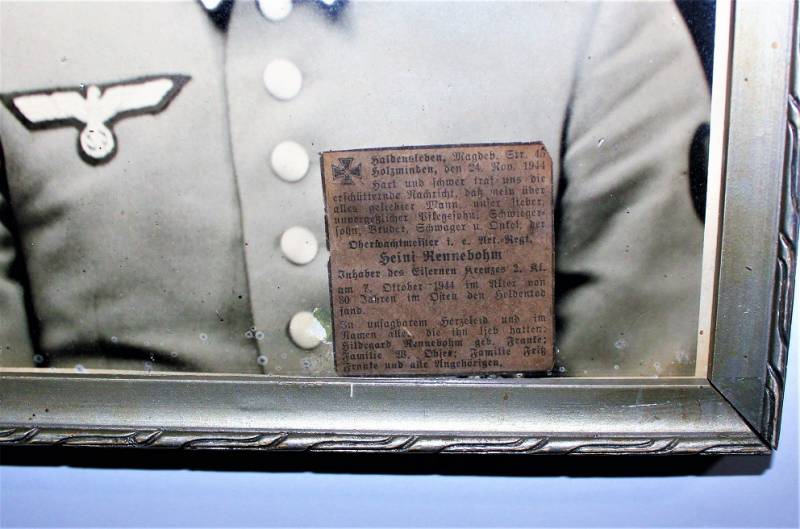 Haldensleben, Magdeb. Str. 45
Holzminden, den 24. Nov. 1944
Hart und schwer traf uns die
erschütternde Nachricht, daß mein über
alles geliebter Mann, unser lieber,
unvergeßlicher Pflegesohn, Schwieger-
sohn, Bruder, Schwager u. Onkel, der
Oberwachtmeister i. e. Art.-Regt.
Heini Rennebohm
Inhaber des Eisernen Kreuzes 2. Kl.
am 7. Oktober 1944 im Alter von
30 Jahren im Osten den Heldentod
fand.
In unsagbarem Herzeleid und im
Namen aller, die ihn lieb hatten:
Hildegard Rennebohm geb. Franke;
Familie W. Familie Fritz
Franke und alle Angehörigen.